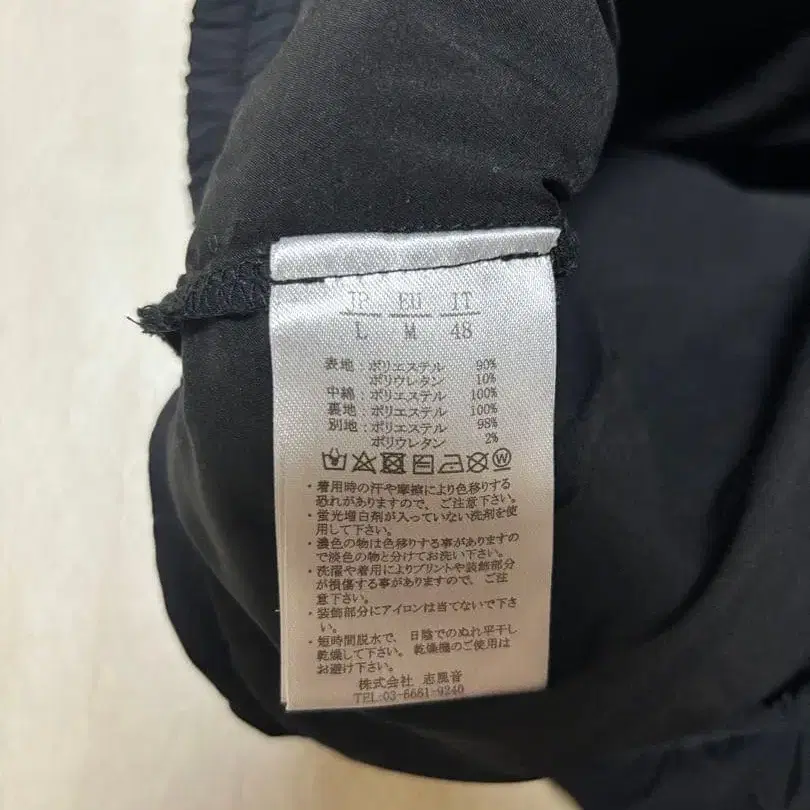 JP EU IT
L M 48
表地：ポリエステル 90%
ポリウレタン 10%
中綿：ポリエステル 100%
裏地：ポリエステル 100%
別地：ポリエステル 98%
ポリウレタン 2%
・着用時の汗や摩擦により色移りする
恐れがありますので、ご注意下さい。
・蛍光増白剤が入っていない洗剤を使
用して下さい。
・濃色の物は色移りする事があります
ので淡色の物と分けてお洗い下さい。
・洗濯や着用によりプリントや装飾部分
が損傷する事がありますので、ご注
意下さい。
・装飾部分にアイロンは当てないで下さ
い。
・短時間脱水で、日陰でのぬれ平干し
乾燥して下さい。乾燥機のご使用は
お避け下さい。
株式会社 志風音
TEL:03-6661-9240